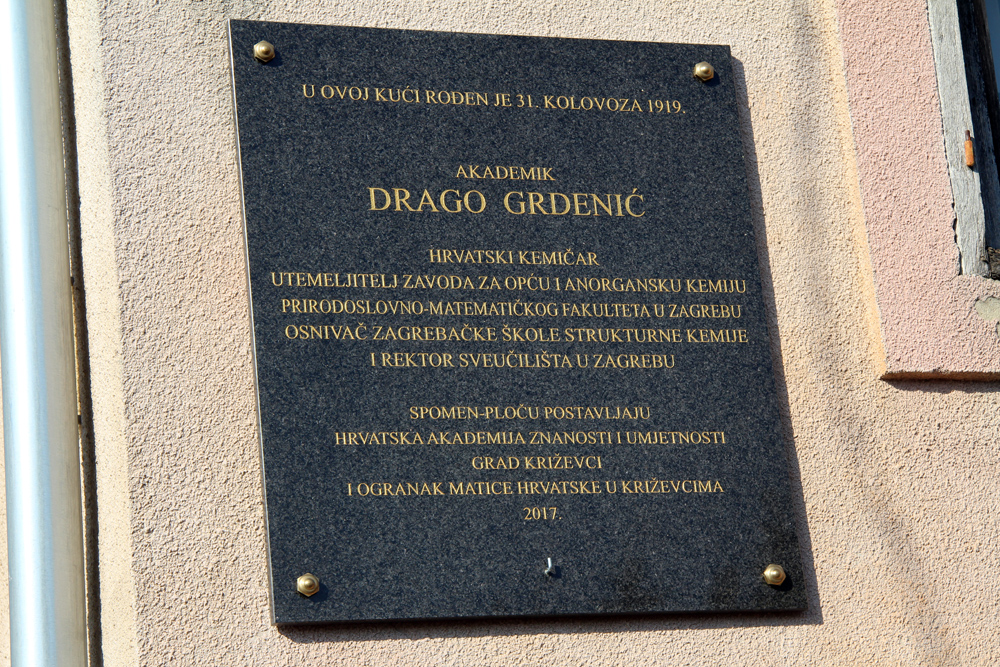 U OVOJ KUĆI ROĐEN JE 31. KOLOVOZA 1919.
AKADEMIK
DRAGO GRDENIĆ
HRVATSKI KEMIČAR
UTEMELJITELJ ZAVODA ZA OPĆU I ANORGANSKU KEMIJU
PRIRODOSLOVNO-MATEMATIČKOG FAKULTETA U ZAGREBU
OSNIVAČ ZAGREBAČKE ŠKOLE STRUKTURNE KEMIJE
I REKTOR SVEUČILIŠTA U ZAGREBU
SPOMEN-PLOČU POSTAVLJAJU
HRVATSKA AKADEMIJA ZNANOSTI I UMJETNOSTI
GRAD KRIŽEVCI
I OGRANAK MATICE HRVATSKE U KRIŽEVCIMA
2017.